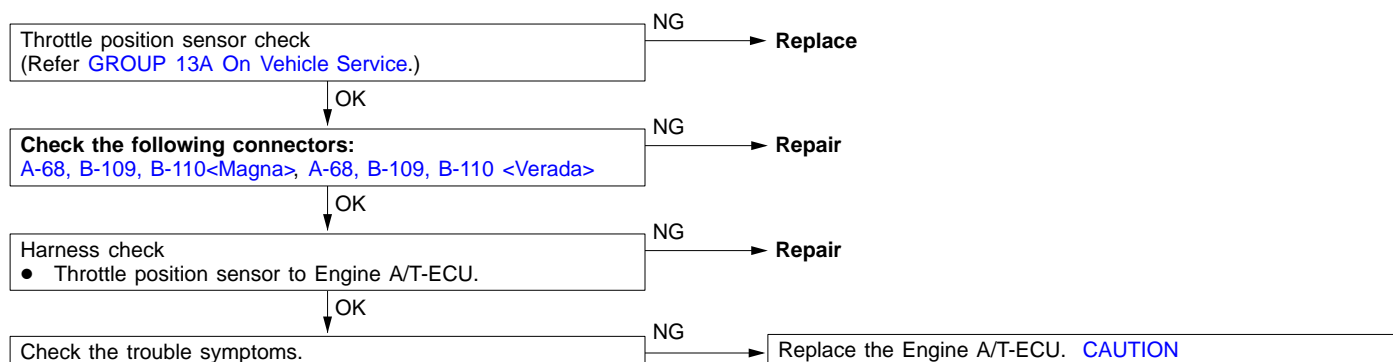 NG
Throttle position sensor check
Replace
(Refer GROUP 13A On Vehicle Service.)
OK
NG
Check the following connectors:
Repair
A-68, B-109, B-110<Magna>, A-68, B-109, B-110 <Verada>
OK
NG
Harness check
Repair
● Throttle position sensor to Engine A/T-ECU.
OK
NG
Check the trouble symptoms.
Replace the Engine A/T-ECU. CAUTION